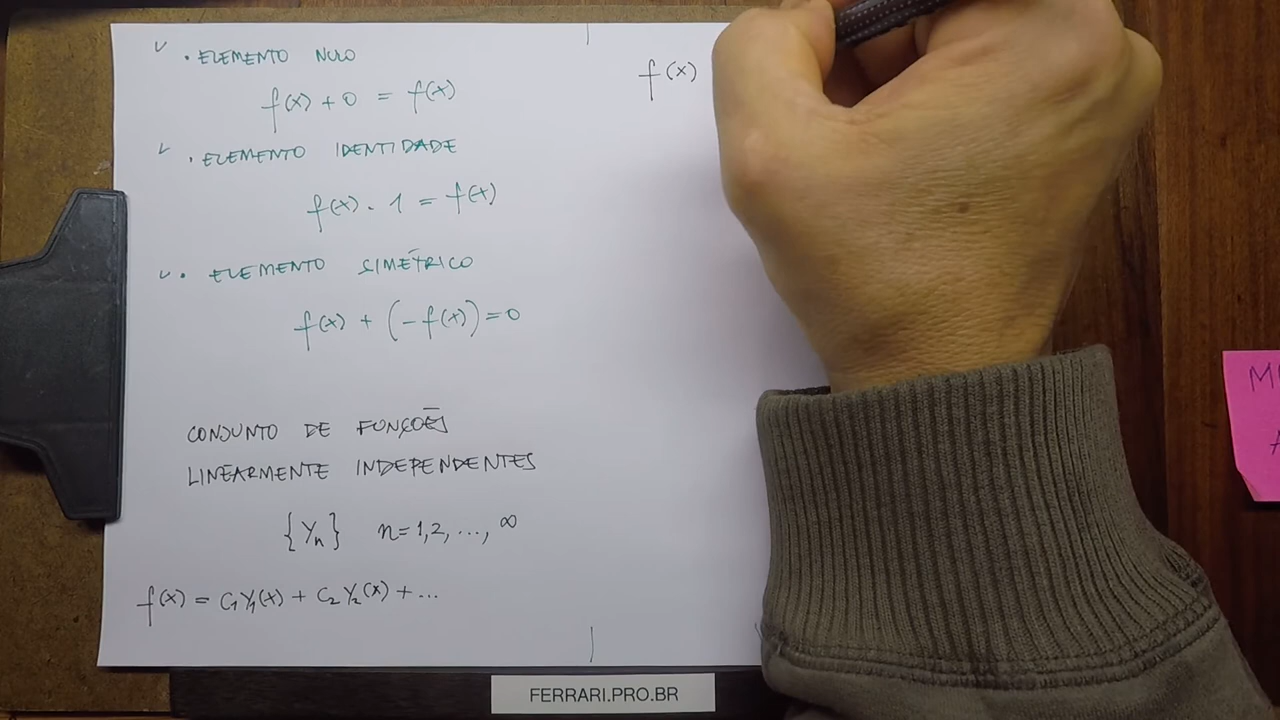 ✓ . ELEMENTO NULO
f(x) + 0 = f(x)
✓ . ELEMENTO IDENTIDADE
f(x) . 1 = f(x)
✓ . ELEMENTO SIMÉTRICO
f(x) + (-f(x)) = 0
CONJUNTO DE FUNÇÕES
LINEARMENTE INDEPENDENTES
{Yn} n=1,2, ..., ∞
f(x) = C1Y1(x) + C2Y2(x) + ...
f(x)
FERRARI.PRO.BR